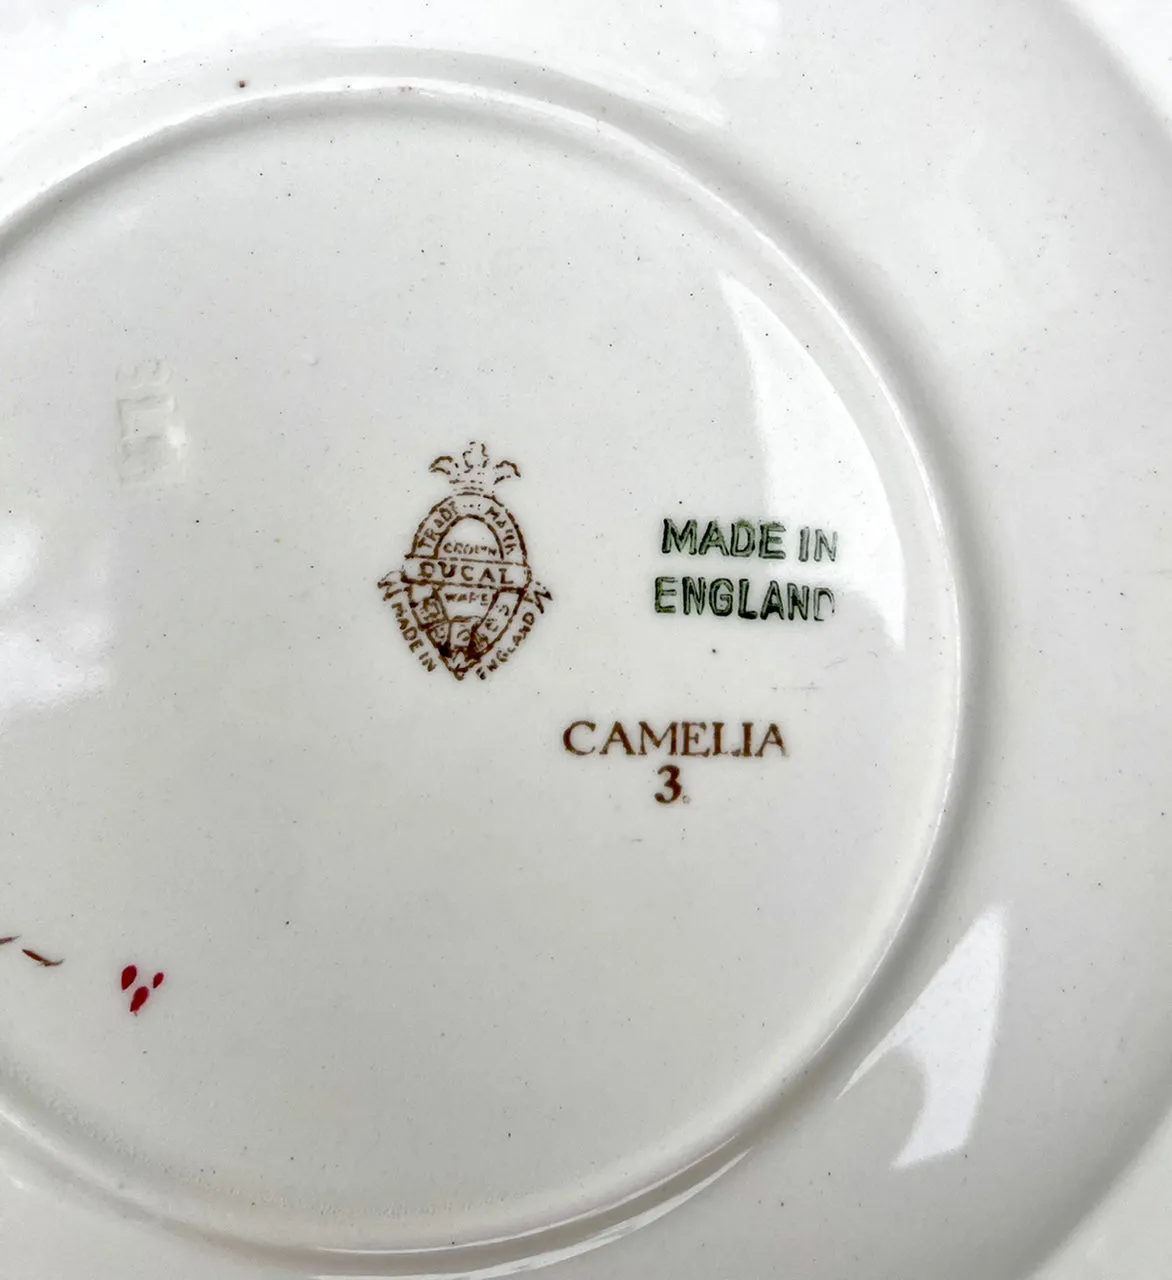 TRADE MARK
CROWN
DUCAL
WARE
MADE IN
ENGLAND
MADE IN
ENGLAND
CAMELIA
3.